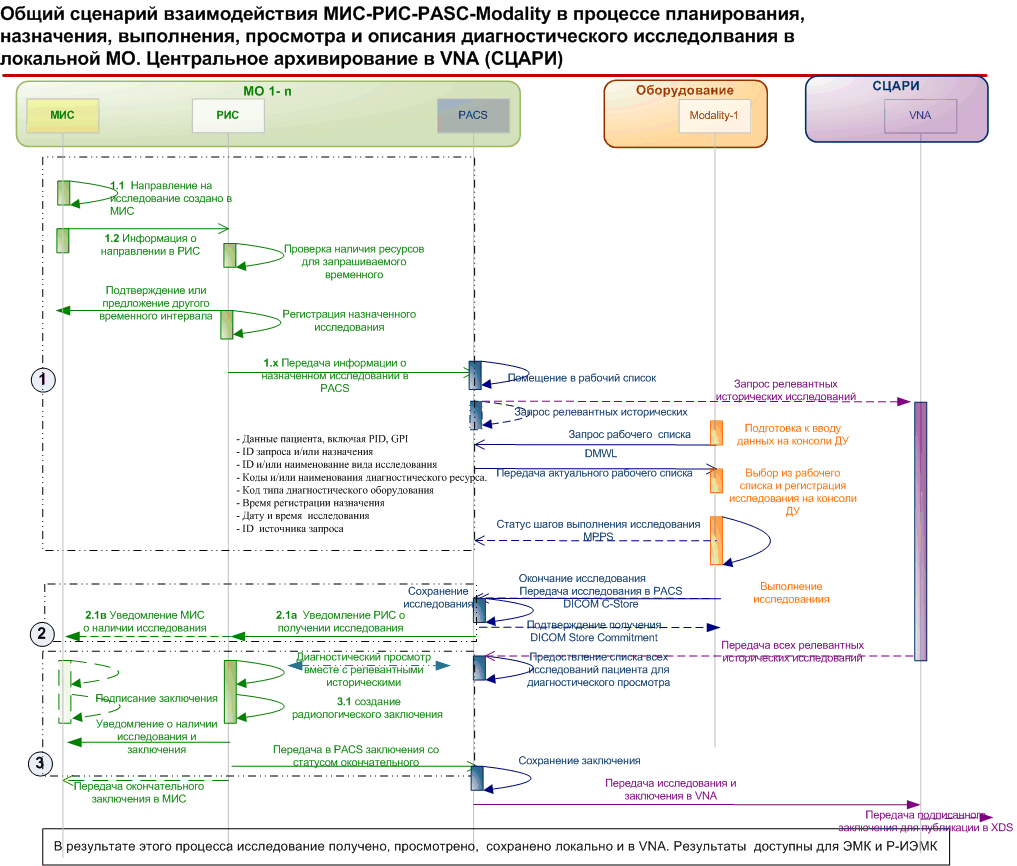 Общий сценарий взаимодействия МИС-РИС-PASC-Modality в процессе планирования,
назначения, выполнения, просмотра и описания диагностического исследолвания в
локальной МО. Центральное архивирование в VNA (СЦАРИ)
МО 1- n
Оборудование
СЦАРИ
МИС
РИС
PACS
Modality-1
VNA
1.1 Направление на
исследование создано в
МИС
1.2 Информация о
направлении в РИС
Проверка наличия ресурсов
для запрашиваемого
временного
Подтверждение или
предложение другого
временного интервала
Регистрация назначенного
исследования
1
1.x Передача информации о
назначенном исследовании в
PACS
Помещение в рабочий список
Запрос релевантных
исторических исследований
Запрос релевантных исторических
Запрос рабочего списка
DMWL
Подготовка к вводу
данных на консоли ДУ
- Данные пациента, включая PID, GPI
- ID запроса и/или назначения
- ID и/или наименование вида исследования
- Коды и/или наименования диагностического ресурса.
- Код типа диагностического оборудования
- Время регистрации назначения
- Дату и время исследования
- ID источника запроса
Передача актуального рабочего списка
Выбор из рабочего
списка и регистрация
исследования на консоли
ДУ
Статус шагов выполнения исследования
MPPS
Сохранение
исследования
Окончание исследования
Передача исследования в PACS
DICOM C-Store
Выполнение
исследованиия
2
2.1в Уведомление МИС
о наличии исследования
2.1а Уведомление РИС о
получении исследования
Подтверждение получения
DICOM Store Commitment
Передача всех релевантных
исторических исследований
Диагностический просмотр
вместе с релевантными
историческими
Предоствление списка всех
исследований пациента для
диагностического просмотра
Подписание заключения
3.1 создание
радиологического заключения
Уведомление о наличии
исследования и
заключения
3
Передача в PACS заключения со
статусом окончательного
Сохранение заключения
Передача окончательного
заключения в МИС
Передача исследования и
заключения в VNA
Передача подписанного
заключения для публикации в XDS
В результате этого процесса исследование получено, просмотрено, сохранено локально и в VNA. Результаты доступны для ЭМК и Р-ИЭМК